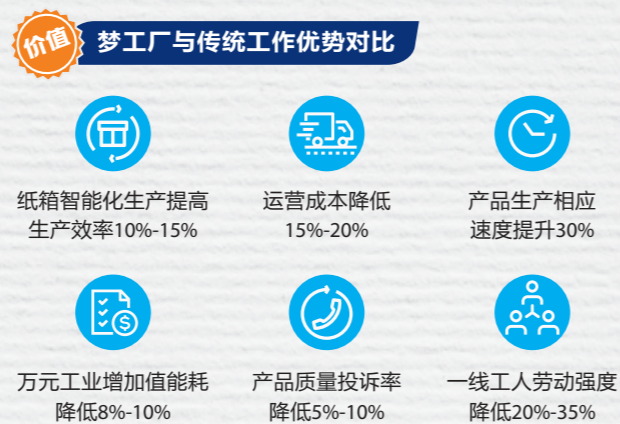 价值
梦工厂与传统工作优势对比
纸箱智能化生产提高
生产效率10%-15%
运营成本降低
15%-20%
产品生产相应
速度提升30%
万元工业增加值能耗
降低8%-10%
产品质量投诉率
降低5%-10%
一线工人劳动强度
降低20%-35%